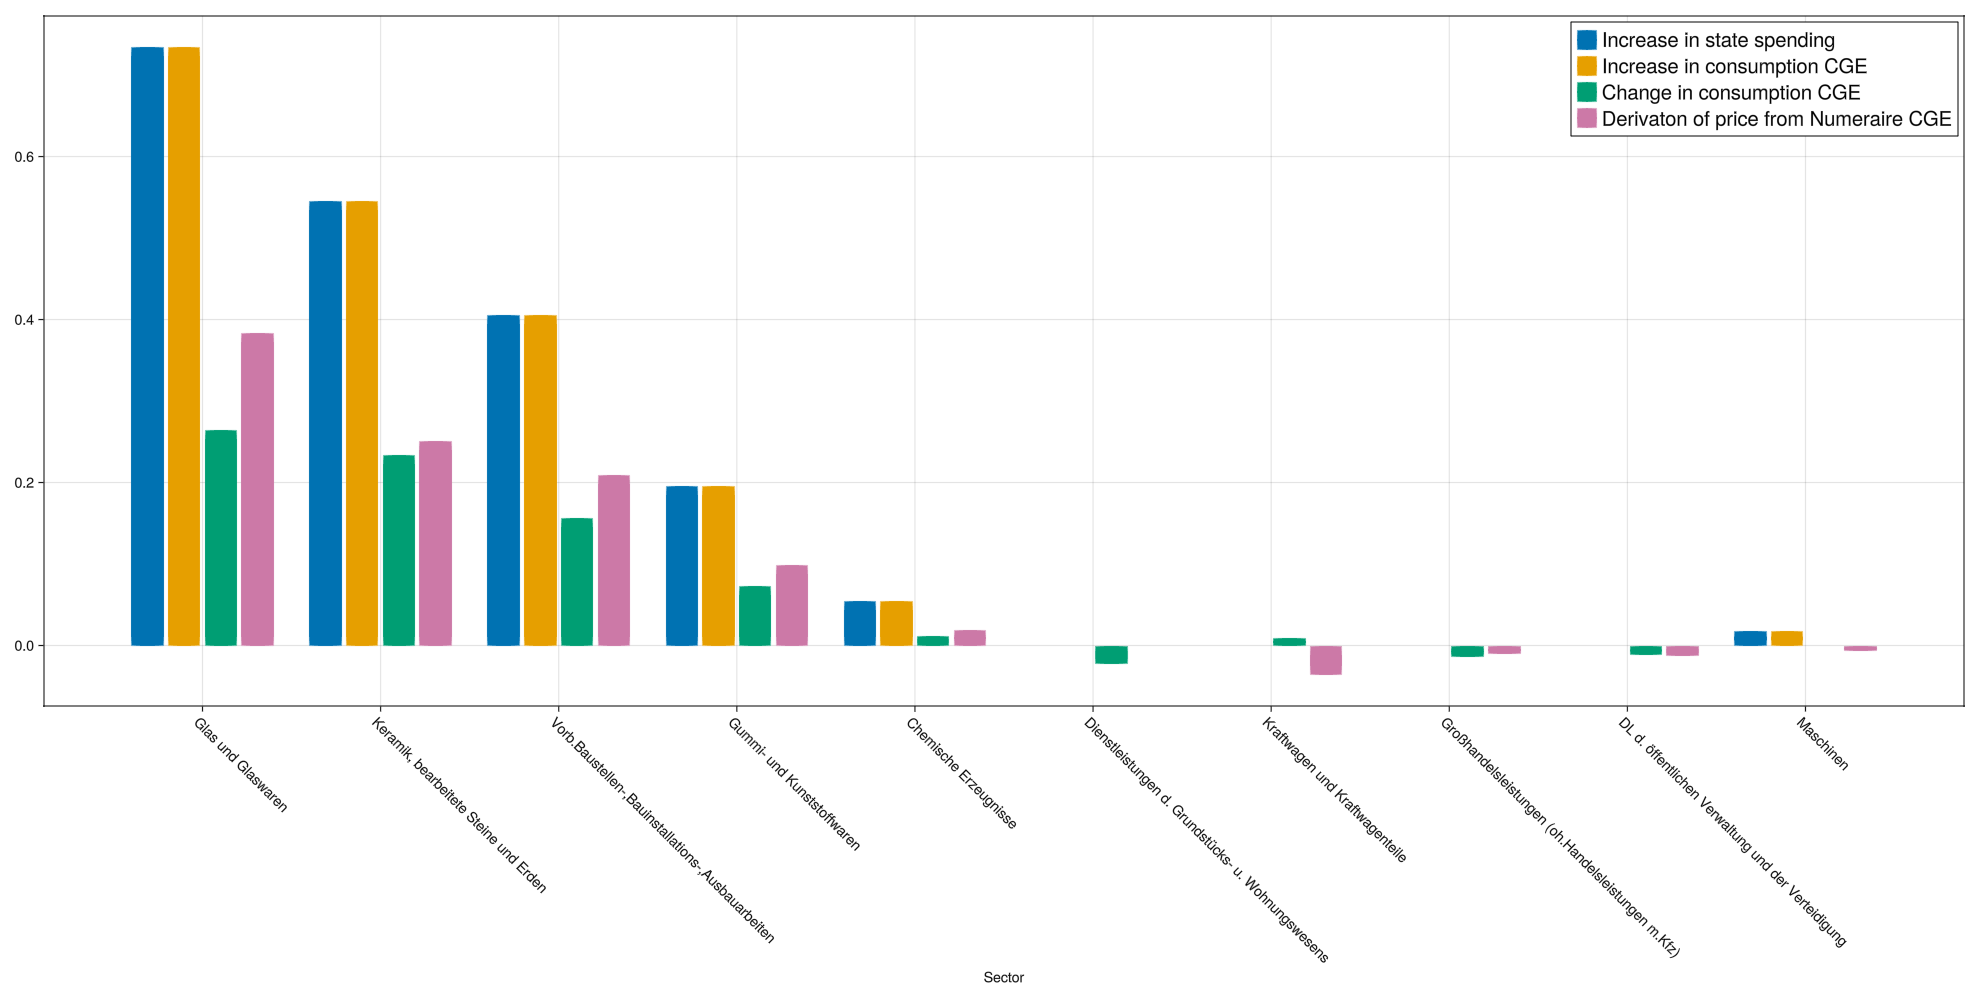 Increase in state spending
Increase in consumption CGE
Change in consumption CGE
Derivaton of price from Numeraire CGE
0.6
0.4
0.2
0.0
Glas und Glaswaren
Keramik, bearbeitete Steine und Erden
Vorb.Baustellen-,Bauinstallations-,Ausbauarbeiten
Gummi- und Kunststoffwaren
Chemische Erzeugnisse
Dienstleistungen d. Grundstücks- u. Wohnungswesens
Kraftwagen und Kraftwagenteile
Großhandelsleistungen (oh.Handelsleistungen m.Kfz)
DL d. öffentlichen Verwaltung und der Verteidigung
Maschinen
Sector